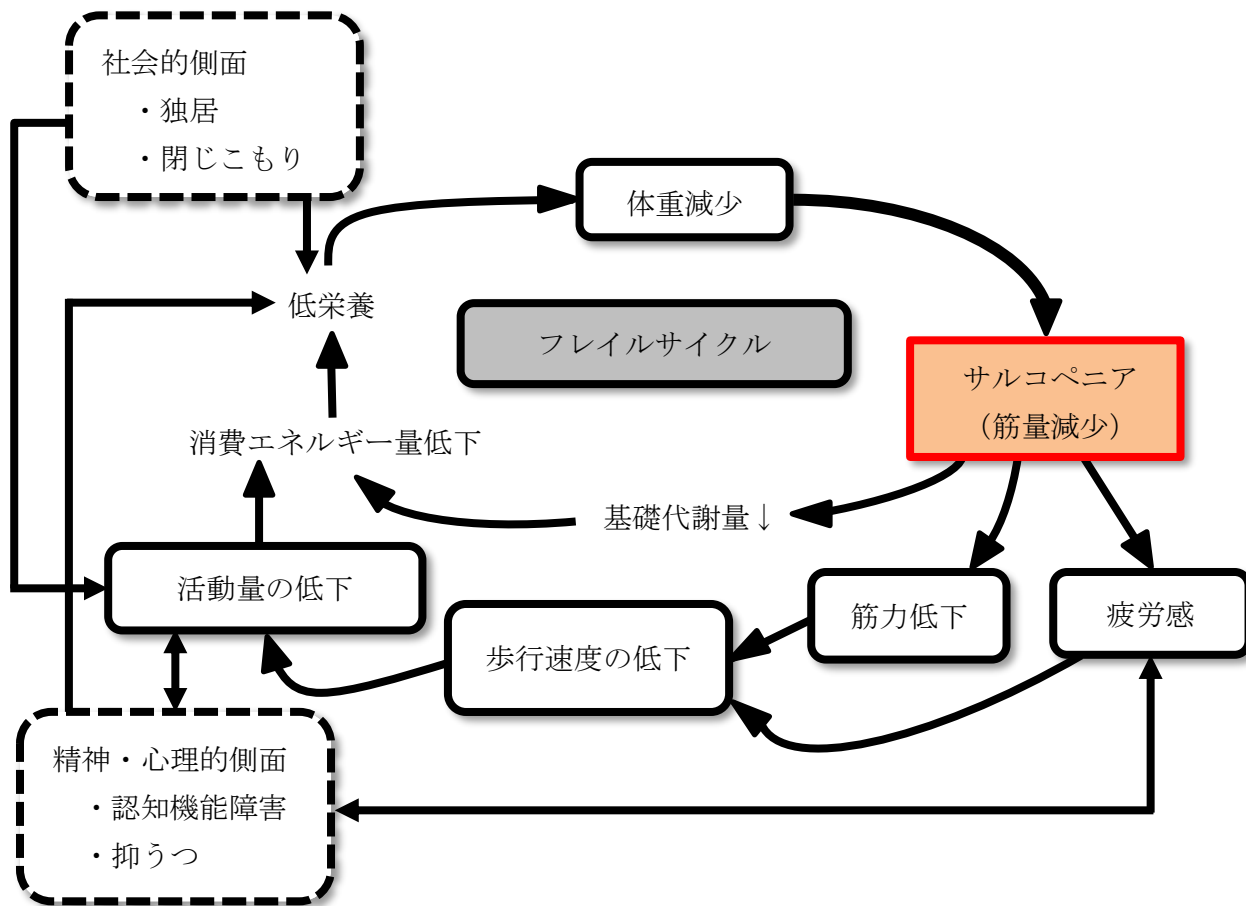 社会的側面
・独居
・閉じこもり
体重減少
低栄養
フレイルサイクル
サルコペニア
（筋量減少）
消費エネルギー量低下
基礎代謝量↓
活動量の低下
筋力低下
疲労感
歩行速度の低下
精神・心理的側面
・認知機能障害
・抑うつ